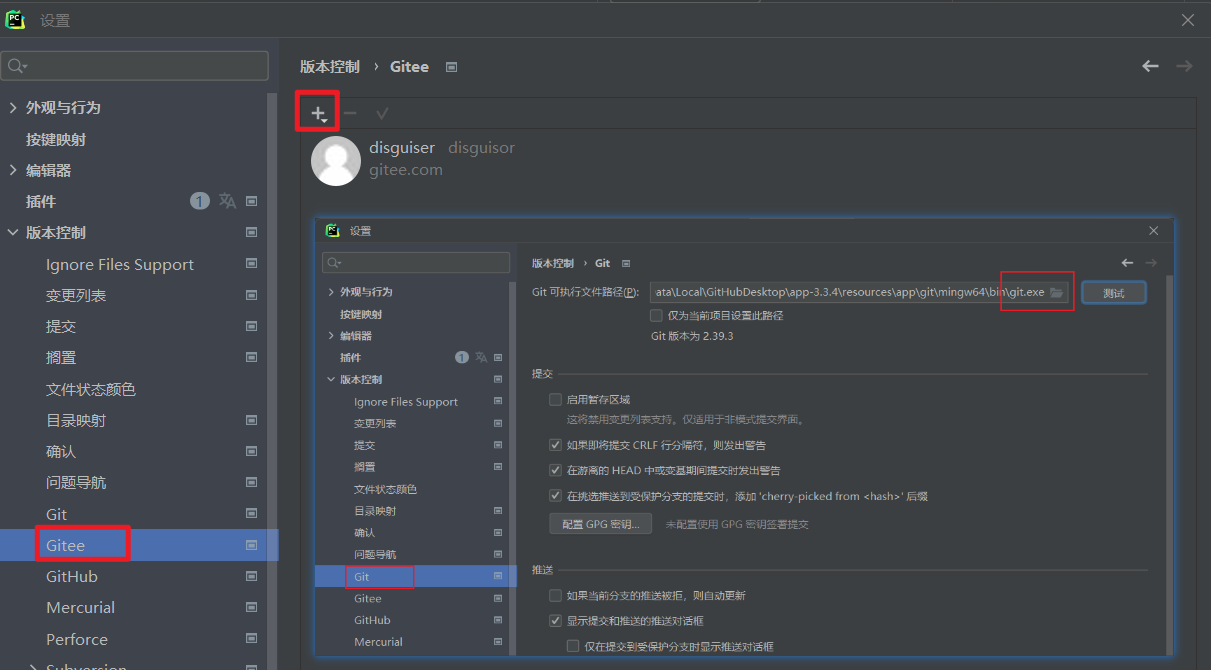 PC
设置
外观与行为
按键映射
编辑器
插件
1
版本控制
Ignore Files Support
变更列表
提交
搁置
文件状态颜色
目录映射
确认
问题导航
Git
Gitee
GitHub
Mercurial
Perforce
Subversion
版本控制 › Gitee
disguiser disguisor
gitee.com
PC
设置
外观与行为
按键映射
编辑器
插件
1
版本控制
Ignore Files Support
变更列表
提交
搁置
文件状态颜色
目录映射
确认
问题导航
Git
Gitee
GitHub
Mercurial
版本控制 › Git
Git 可执行文件路径(P): ata\Local\GitHubDesktop\app-3.3.4\resources\app\git\mingw64\bin\git.exe 测试
仅为当前项目设置此路径
Git 版本为 2.39.3
提交
启用暂存区域
这将禁用变更列表支持。仅适用于非模式提交界面。
如果即将提交 CRLF 行分隔符，则发出警告
在游离的 HEAD 中或变基期间提交时发出警告
在挑选推送到受保护分支的提交时，添加 'cherry-picked from <hash>' 后缀
配置 GPG 密钥... 未配置使用 GPG 密钥签署提交
推送
如果当前分支的推送被拒，则自动更新
显示提交和推送的推送对话框
仅在提交到受保护分支时显示推送对话框